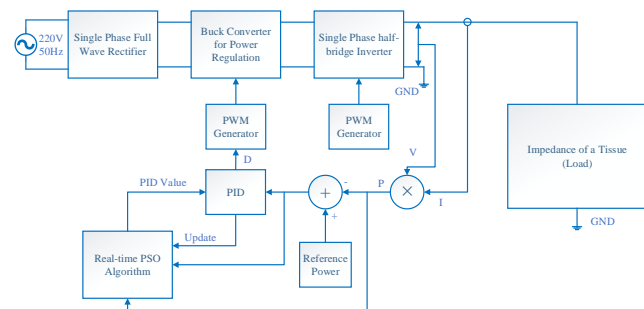 220V
50Hz
Single Phase Full
Wave Rectifier
Buck Converter
for Power
Regulation
Single Phase half-
bridge Inverter
GND
PWM
Generator
PWM
Generator
Impedance of a Tissue
(Load)
GND
D
V
PID Value
PID
P
I
-
+
×
+
Update
Real-time PSO
Algorithm
Reference
Power